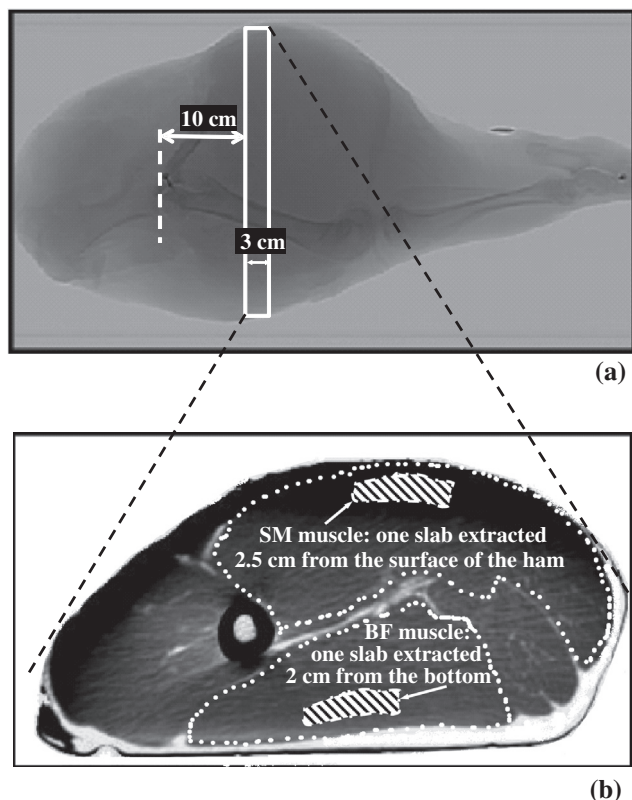 10 cm
3 cm
(a)
SM muscle: one slab extracted
2.5 cm from the surface of the ham
BF muscle:
one slab extracted
2 cm from the bottom
(b)